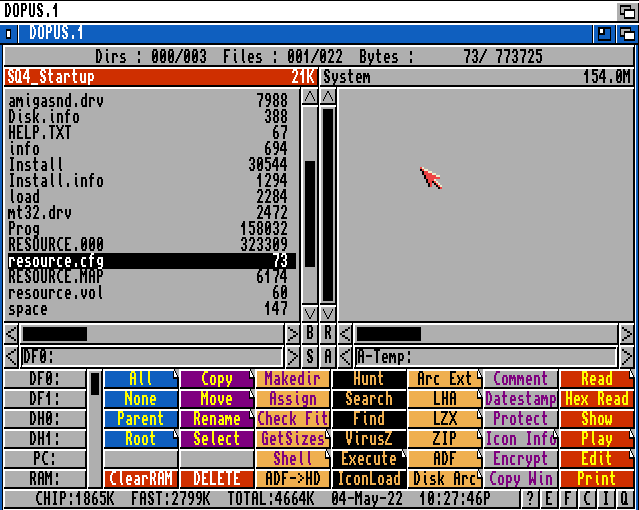 DOPUS.1
DOPUS.1
Dirs : 000/003 Files : 001/022 Bytes : 73/ 773725
SQ4_Startup 21K System 154.0M
amigasnd.drv 7988
Disk.info 388
HELP.TXT 67
info 694
Install 30544
Install.info 1294
load 2284
mt32.drv 2472
Prog 158032
RESOURCE.000 323309
resource.cfg 73
RESOURCE.MAP 6174
resource.vol 60
space 147
B R
DF0: S A A-Temp:
DF0: All Copy Makedir Hunt Arc Ext Comment Read
DF1: None Move Assign Search LHA Datestamp Hex Read
DH0: Parent Rename Check Fit Find LZX Protect Show
DH1: Root Select GetSizes VirusZ ZIP Icon Info Play
PC: Shell Execute ADF Encrypt Edit
RAM: ClearRAM DELETE ADF->HD IconLoad Disk Arc Copy Win Print
CHIP:1865K FAST:2799K TOTAL:4664K 04-May-22 10:27:46P ? E F C I Q